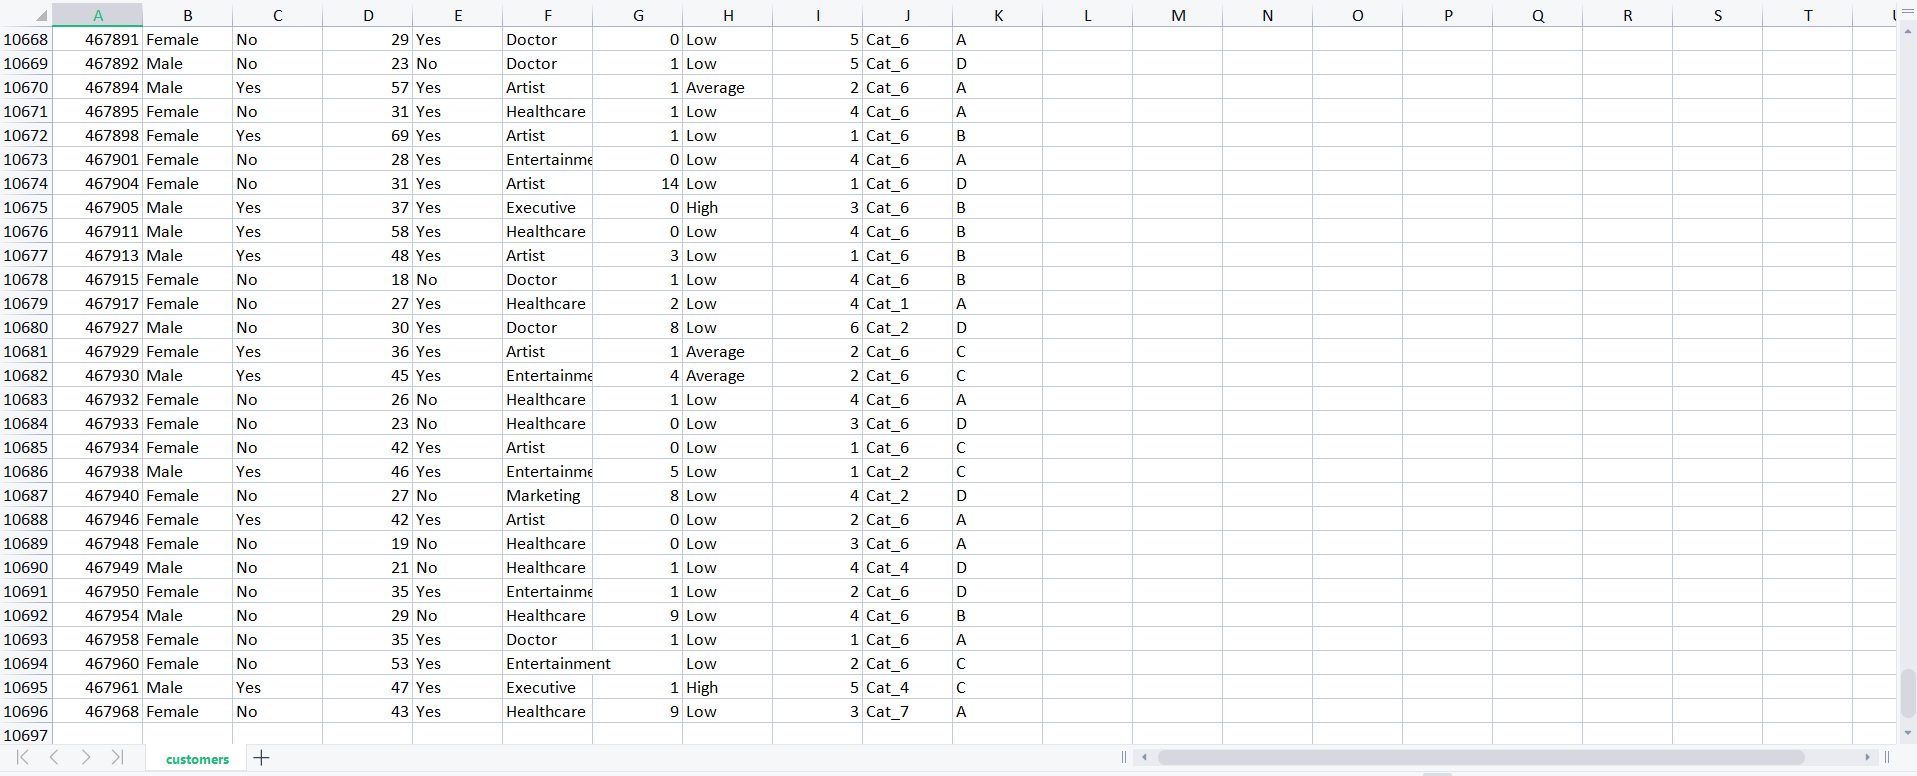 A B C D E F G H I J K L M N O P Q R S T
10668 467891 Female No 29 Yes Doctor 0 Low 5 Cat_6 A
10669 467892 Male No 23 No Doctor 1 Low 5 Cat_6 D
10670 467894 Male Yes 57 Yes Artist 1 Average 2 Cat_6 A
10671 467895 Female No 31 Yes Healthcare 1 Low 4 Cat_6 A
10672 467898 Female Yes 69 Yes Artist 1 Low 1 Cat_6 B
10673 467901 Female No 28 Yes Entertainme 0 Low 4 Cat_6 A
10674 467904 Female No 31 Yes Artist 14 Low 1 Cat_6 D
10675 467905 Male Yes 37 Yes Executive 0 High 3 Cat_6 B
10676 467911 Male Yes 58 Yes Healthcare 0 Low 4 Cat_6 B
10677 467913 Male Yes 48 Yes Artist 3 Low 1 Cat_6 B
10678 467915 Female No 18 No Doctor 1 Low 4 Cat_6 B
10679 467917 Female No 27 Yes Healthcare 2 Low 4 Cat_1 A
10680 467927 Male No 30 Yes Doctor 8 Low 6 Cat_2 D
10681 467929 Female Yes 36 Yes Artist 1 Average 2 Cat_6 C
10682 467930 Male Yes 45 Yes Entertainme 4 Average 2 Cat_6 C
10683 467932 Female No 26 No Healthcare 1 Low 4 Cat_6 A
10684 467933 Female No 23 No Healthcare 0 Low 3 Cat_6 D
10685 467934 Female No 42 Yes Artist 0 Low 1 Cat_6 C
10686 467938 Male Yes 46 Yes Entertainme 5 Low 1 Cat_2 C
10687 467940 Female No 27 No Marketing 8 Low 4 Cat_2 D
10688 467946 Female Yes 42 Yes Artist 0 Low 2 Cat_6 A
10689 467948 Female No 19 No Healthcare 0 Low 3 Cat_6 A
10690 467949 Male No 21 No Healthcare 1 Low 4 Cat_4 D
10691 467950 Female No 35 Yes Entertainme 1 Low 2 Cat_6 D
10692 467954 Male No 29 No Healthcare 9 Low 4 Cat_6 B
10693 467958 Female No 35 Yes Doctor 1 Low 1 Cat_6 A
10694 467960 Female No 53 Yes Entertainment Low 2 Cat_6 C
10695 467961 Male Yes 47 Yes Executive 1 High 5 Cat_4 C
10696 467968 Female No 43 Yes Healthcare 9 Low 3 Cat_7 A
10697
customers